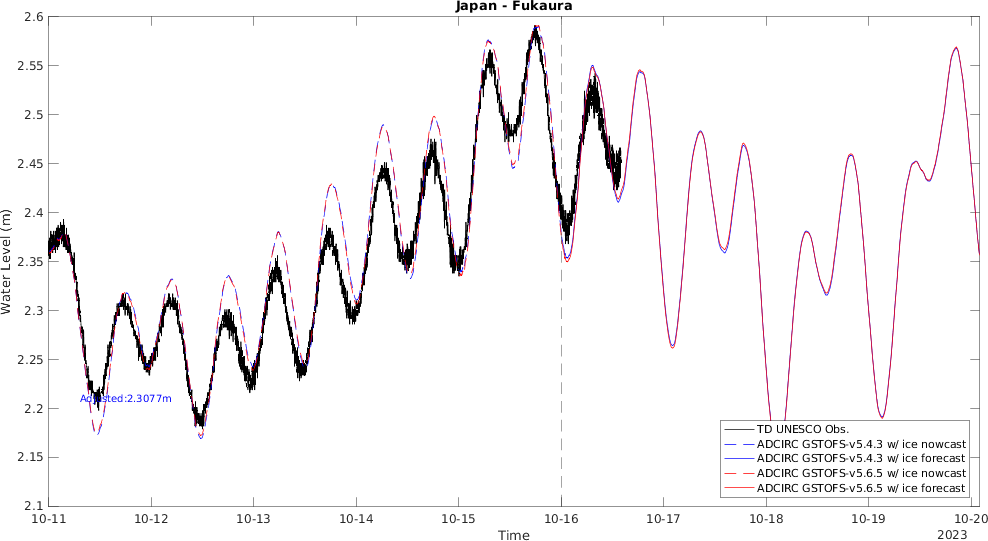 Japan - Fukaura
2.6
2.55
2.5
2.45
2.4
2.35
2.3
2.25
2.2
2.15
2.1
Water Level (m)
Adjusted:2.3077m
TD UNESCO Obs.
ADCIRC GSTOFS-v5.4.3 w/ ice nowcast
ADCIRC GSTOFS-v5.4.3 w/ ice forecast
ADCIRC GSTOFS-v5.6.5 w/ ice nowcast
ADCIRC GSTOFS-v5.6.5 w/ ice forecast
10-11 10-12 10-13 10-14 10-15 10-16 10-17 10-18 10-19 10-20
Time
2023